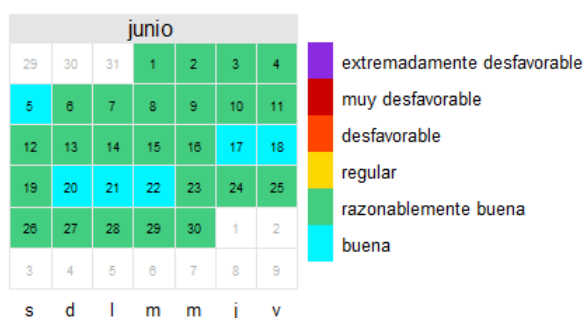 junio
29 30 31 1 2 3 4
5 6 7 8 9 10 11
12 13 14 15 16 17 18
19 20 21 22 23 24 25
26 27 28 29 30 1 2
3 4 5 6 7 8 9
s d l m m j v
extremadamente desfavorable
muy desfavorable
desfavorable
regular
razonablemente buena
buena